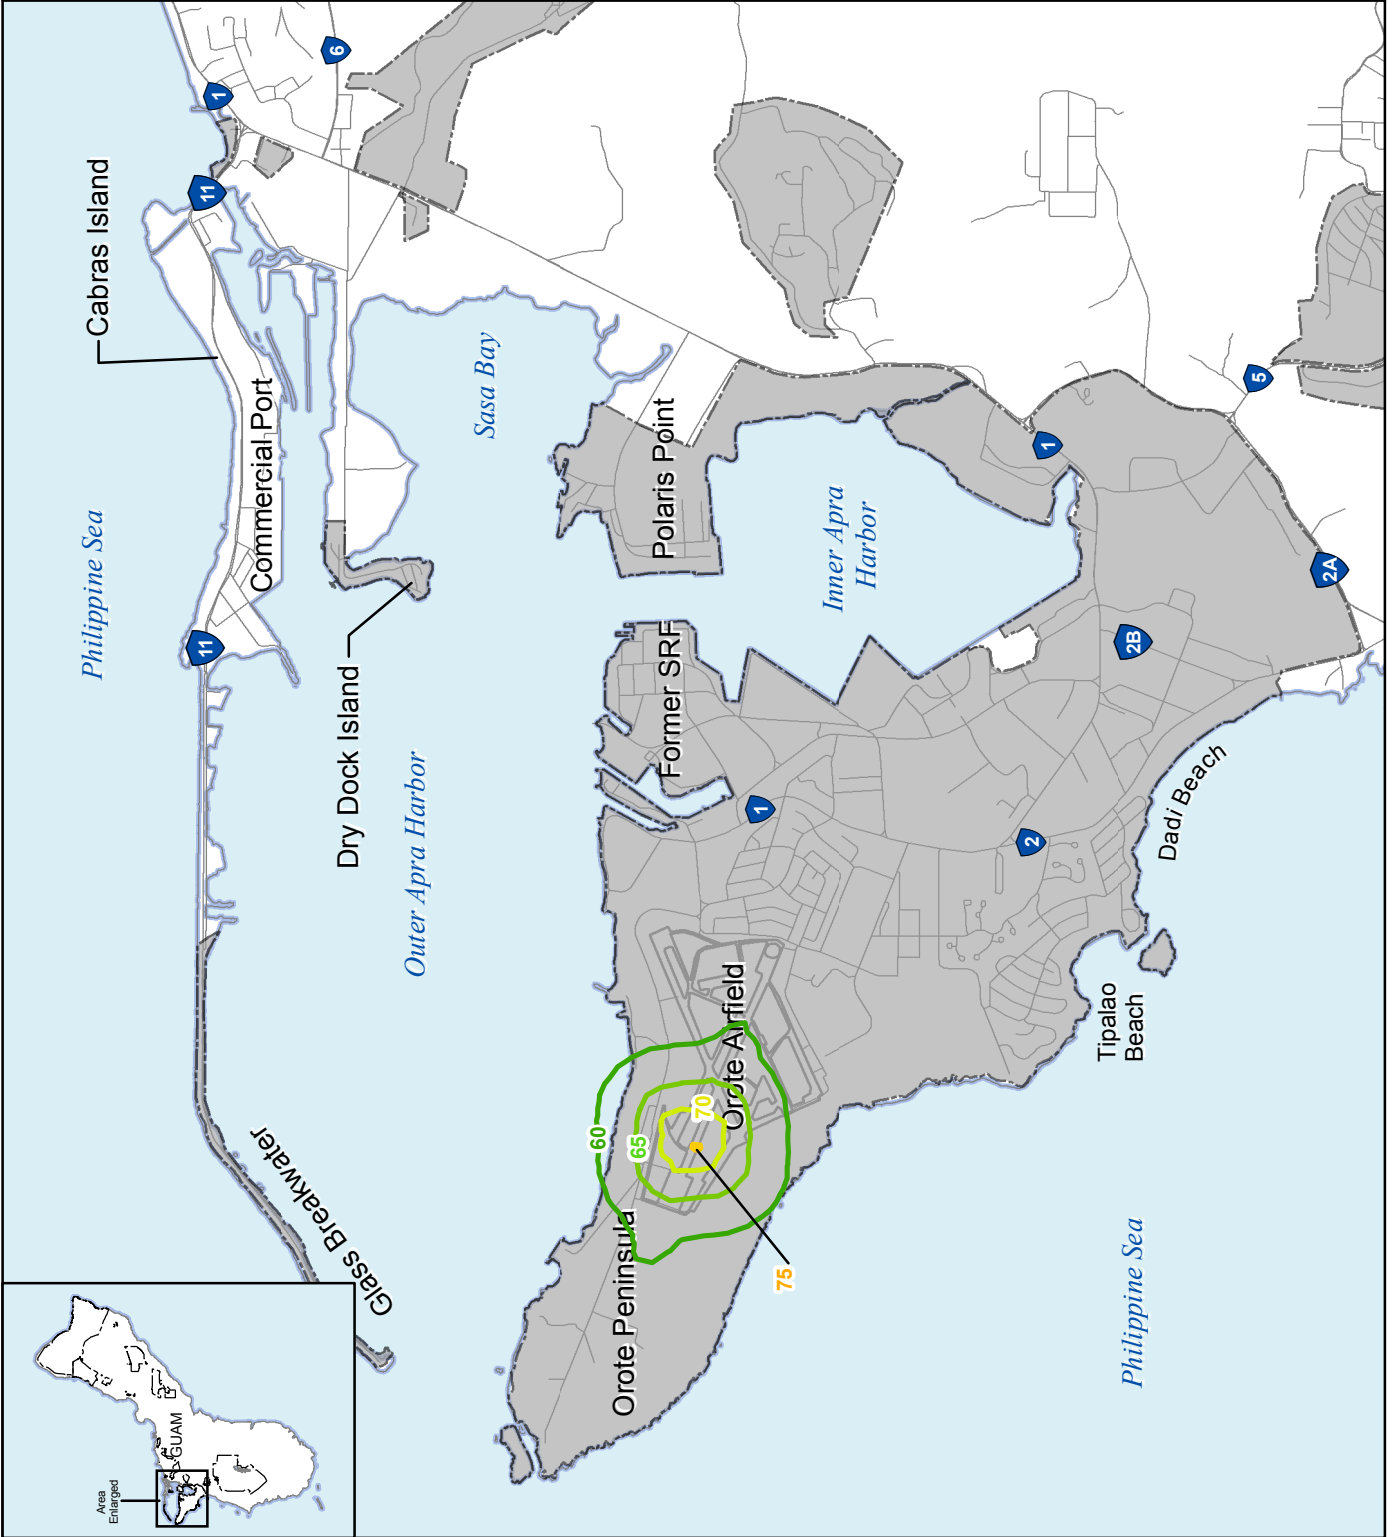 Philippine Sea
Cabras Island
Commercial Port
11
11
1
6
Sasa Bay
Dry Dock Island
Outer Apra Harbor
Glass Breakwater
Polaris Point
Former SRF
Inner Apra
Harbor
1
1
2
2B
2A
5
Orote Airfield
Orote Peninsula
60
65
70
75
Tipalao
Beach
Dadi Beach
Philippine Sea
GUAM
Area
Enlarged